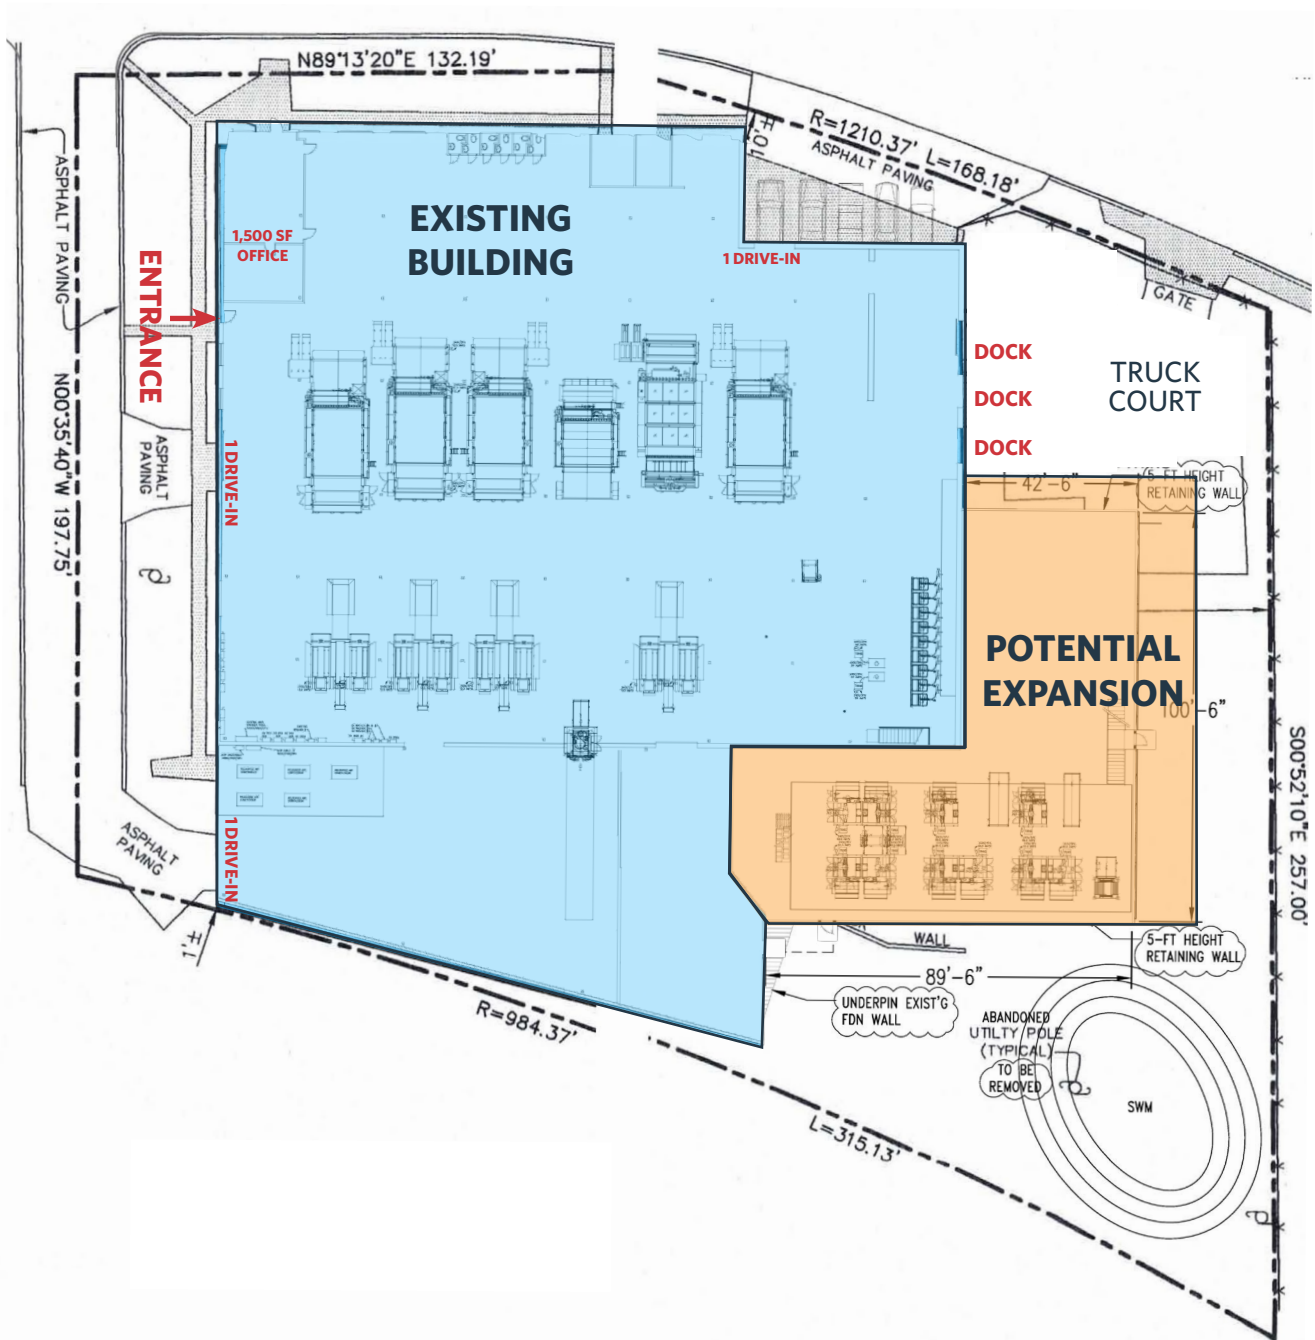 N89°13'20"E 132.19'
R=1210.37' L=168.18'
ASPHALT PAVING
10'±
ASPHALT PAVING
EXISTING
BUILDING
1,500 SF
OFFICE
1 DRIVE-IN
ENTRANCE
GATE
DOCK
DOCK
DOCK
TRUCK
COURT
N00°35'40"W 197.75'
ASPHALT
PAVING
1 DRIVE-IN
42'-6"
5-FT HEIGHT
RETAINING WALL
POTENTIAL
EXPANSION
100'-6"
S00°52'10"E 257.00'
ASPHALT
PAVING
1 DRIVE-IN
1'±
WALL
5-FT HEIGHT
RETAINING WALL
89'-6"
UNDERPIN EXIST'G
FDN WALL
R=984.37'
ABANDONED
UTILTY POLE
(TYPICAL)
TO BE
REMOVED
SWM
L=315.13'